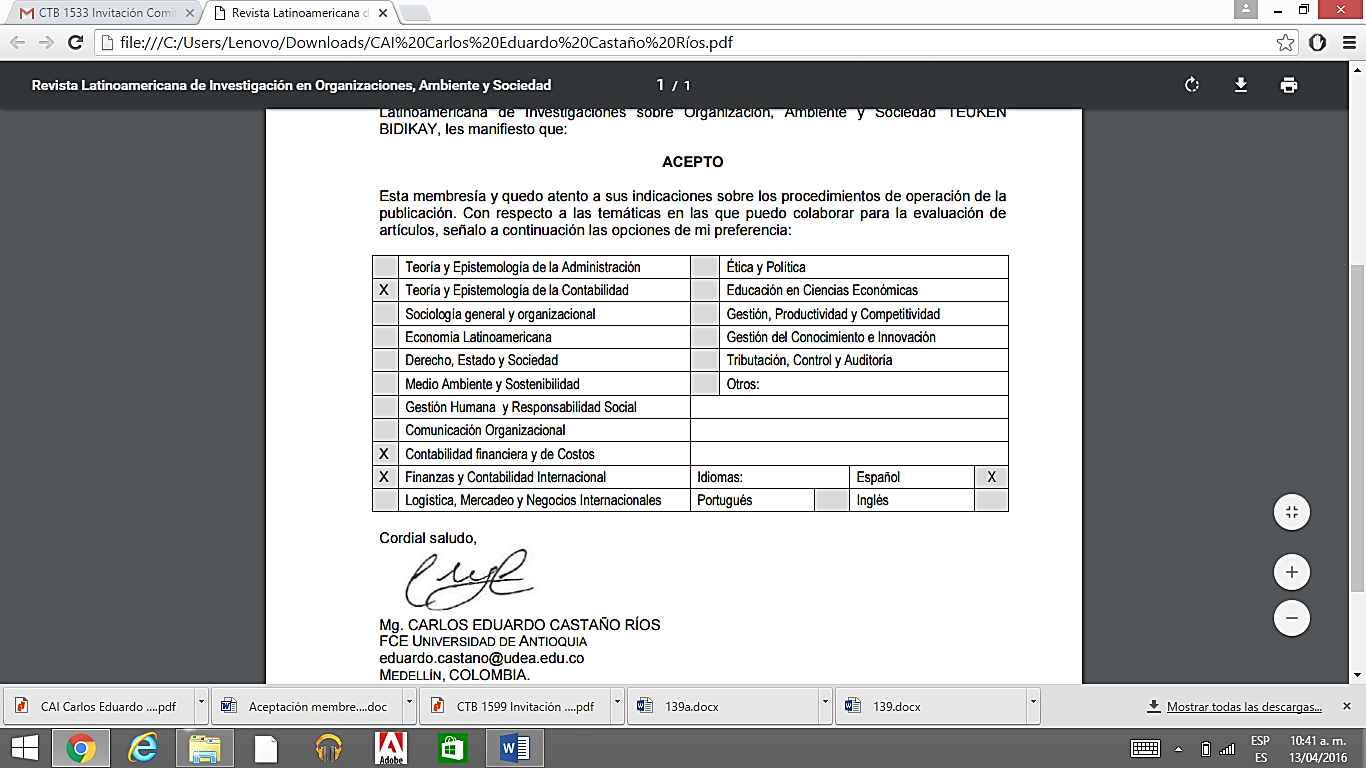 CTB 1533 Invitación Comit
Revista Latinoamericana d
file:///C:/Users/Lenovo/Downloads/CAI%20Carlos%20Eduardo%20Castaño%20Ríos.pdf
Revista Latinoamericana de Investigación en Organizaciones, Ambiente y Sociedad 1 / 1
Latinoamericana de Investigaciones sobre Organización, Ambiente y Sociedad TEUKEN
BIDIKAY, les manifiesto que:
ACEPTO
Esta membresía y quedo atento a sus indicaciones sobre los procedimientos de operación de la
publicación. Con respecto a las temáticas en las que puedo colaborar para la evaluación de
artículos, señalo a continuación las opciones de mi preferencia:
Teoría y Epistemología de la Administración Ética y Política
X Teoría y Epistemología de la Contabilidad Educación en Ciencias Económicas
Sociología general y organizacional Gestión, Productividad y Competitividad
Economía Latinoamericana Gestión del Conocimiento e Innovación
Derecho, Estado y Sociedad Tributación, Control y Auditoría
Medio Ambiente y Sostenibilidad Otros:
Gestión Humana y Responsabilidad Social
Comunicación Organizacional
X Contabilidad financiera y de Costos
X Finanzas y Contabilidad Internacional Idiomas: Español X
Logística, Mercadeo y Negocios Internacionales Portugués Inglés
Cordial saludo,
Mg. CARLOS EDUARDO CASTAÑO RÍOS
FCE UNIVERSIDAD DE ANTIOQUIA
eduardo.castano@udea.edu.co
MEDELLÍN, COLOMBIA.
CAI Carlos Eduardo ....pdf Aceptación membre....doc CTB 1599 Invitación ....pdf 139a.docx 139.docx Mostrar todas las descargas...
Adobe
ESP 10:41 a. m.
ES 13/04/2016